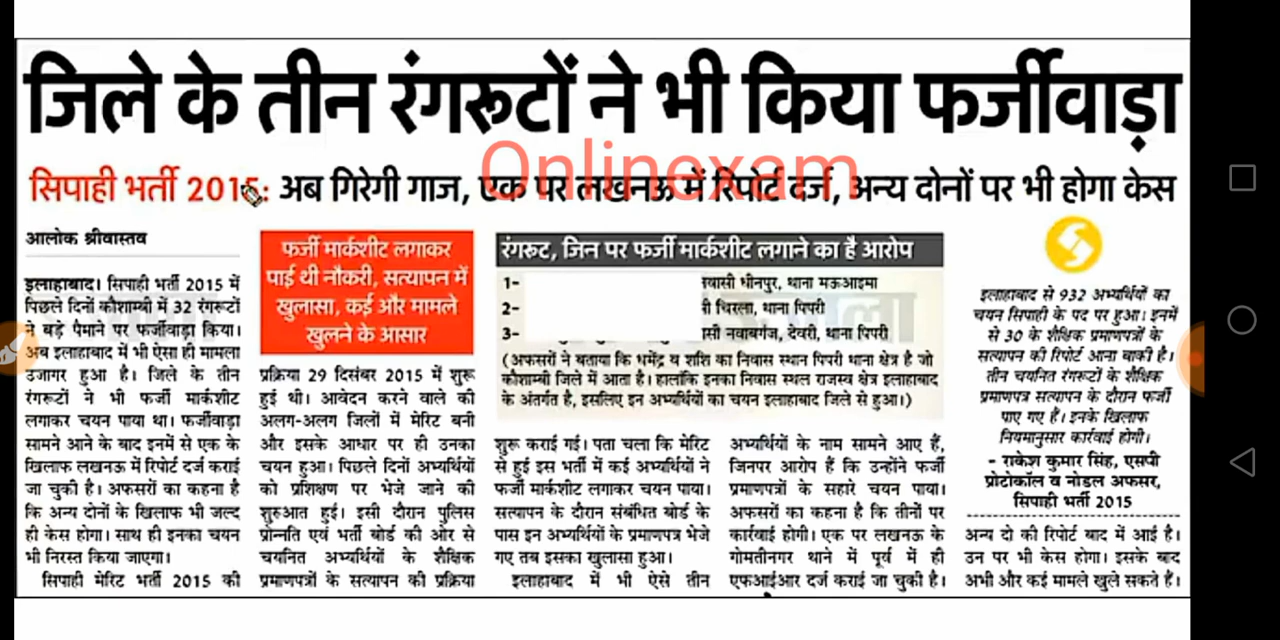 जिले के तीन रंगरूटों ने भी किया फर्जीवाड़ा
Onlinexam
सिपाही भर्ती 2015: अब गिरेगी गाज, एक पर लखनऊ में रिपोर्ट दर्ज, अन्य दोनों पर भी होगा केस
आलोक श्रीवास्तव
इलाहाबाद। सिपाही भर्ती 2015 में
पिछले दिनों कौशाम्बी में 32 रंगरूटों
ने बड़े पैमाने पर फर्जीवाड़ा किया।
अब इलाहाबाद में भी ऐसा ही मामला
उजागर हुआ है। जिले के तीन
रंगरूटों ने भी फर्जी मार्कशीट
लगाकर चयन पाया था। फर्जीवाड़ा
सामने आने के बाद इनमें से एक के
खिलाफ लखनऊ में रिपोर्ट दर्ज कराई
जा चुकी है। अफसरों का कहना है
कि अन्य दोनों के खिलाफ भी जल्द
ही केस होगा। साथ ही इनका चयन
भी निरस्त किया जाएगा।
सिपाही मेरिट भर्ती 2015 की
फर्जी मार्कशीट लगाकर
पाई थी नौकरी, सत्यापन में
खुलासा, कई और मामले
खुलने के आसार
प्रक्रिया 29 दिसंबर 2015 में शुरू
हुई थी। आवेदन करने वाले की
अलग-अलग जिलों में मेरिट बनी
और इसके आधार पर ही उनका
चयन हुआ। पिछले दिनों अभ्यर्थियों
को प्रशिक्षण पर भेजे जाने की
शुरुआत हुई। इसी दौरान पुलिस
प्रोन्नति एवं भर्ती बोर्ड की ओर से
चयनित अभ्यर्थियों के शैक्षिक
प्रमाणपत्रों के सत्यापन की प्रक्रिया
रंगरूट, जिन पर फर्जी मार्कशीट लगाने का है आरोप
1- वासी भीनपुर, थाना मऊआइमा
2- ी चिरला, थाना पिपरी
3- सी नवाबगंज, देवरी, थाना पिपरी
(अफसरों ने बताया कि धर्मेंद्र व शशि का निवास स्थान पिपरी थाना क्षेत्र है जो
कौशाम्बी जिले में आता है। हालांकि इनका निवास स्थल राजस्व क्षेत्र इलाहाबाद
के अंतर्गत है, इसलिए इन अभ्यर्थियों का चयन इलाहाबाद जिले से हुआ।)
शुरू कराई गई। पता चला कि मेरिट
से हुई इस भर्ती में कई अभ्यर्थियों ने
फर्जी मार्कशीट लगाकर चयन पाया।
सत्यापन के दौरान संबंधित बोर्ड के
पास इन अभ्यर्थियों के प्रमाणपत्र भेजे
गए तब इसका खुलासा हुआ।
इलाहाबाद में भी ऐसे तीन
अभ्यर्थियों के नाम सामने आए हैं,
जिनपर आरोप हैं कि उन्होंने फर्जी
प्रमाणपत्रों के सहारे चयन पाया।
अफसरों का कहना है कि तीनों पर
कार्रवाई होगी। एक पर लखनऊ के
गोमतीनगर थाने में पूर्व में ही
एफआईआर दर्ज कराई जा चुकी है।
इलाहाबाद से 932 अभ्यर्थियों का
चयन सिपाही के पद पर हुआ। इनमें
से 30 के शैक्षिक प्रमाणपत्रों के
सत्यापन की रिपोर्ट आना बाकी है।
तीन चयनित रंगरूटों के शैक्षिक
प्रमाणपत्र सत्यापन के दौरान फर्जी
पाए गए हैं। इनके खिलाफ
नियमानुसार कार्रवाई होगी।
- राकेश कुमार सिंह, एसपी
प्रोटोकॉल व नोडल अफसर,
सिपाही भर्ती 2015
अन्य दो की रिपोर्ट बाद में आई है।
उन पर भी केस होगा। इसके बाद
अभी और कई मामले खुले सकते हैं।